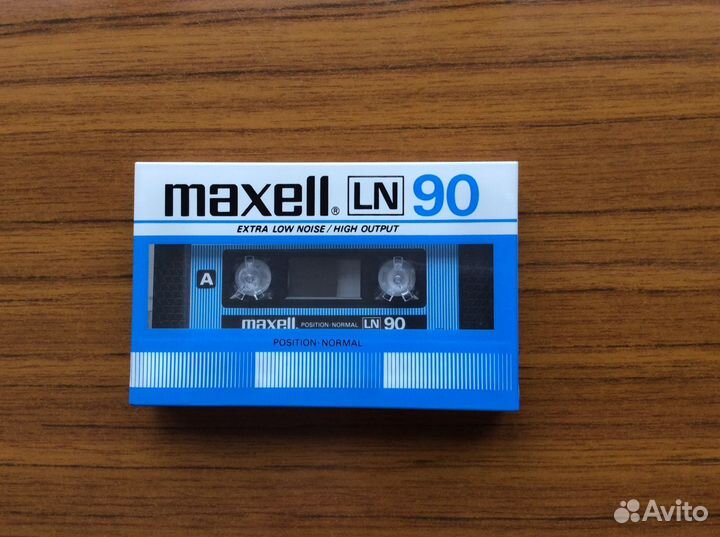 maxell® LN 90
EXTRA LOW NOISE / HIGH OUTPUT
A
maxell. POSITION·NORMAL LN 90
POSITION·NORMAL
Avito